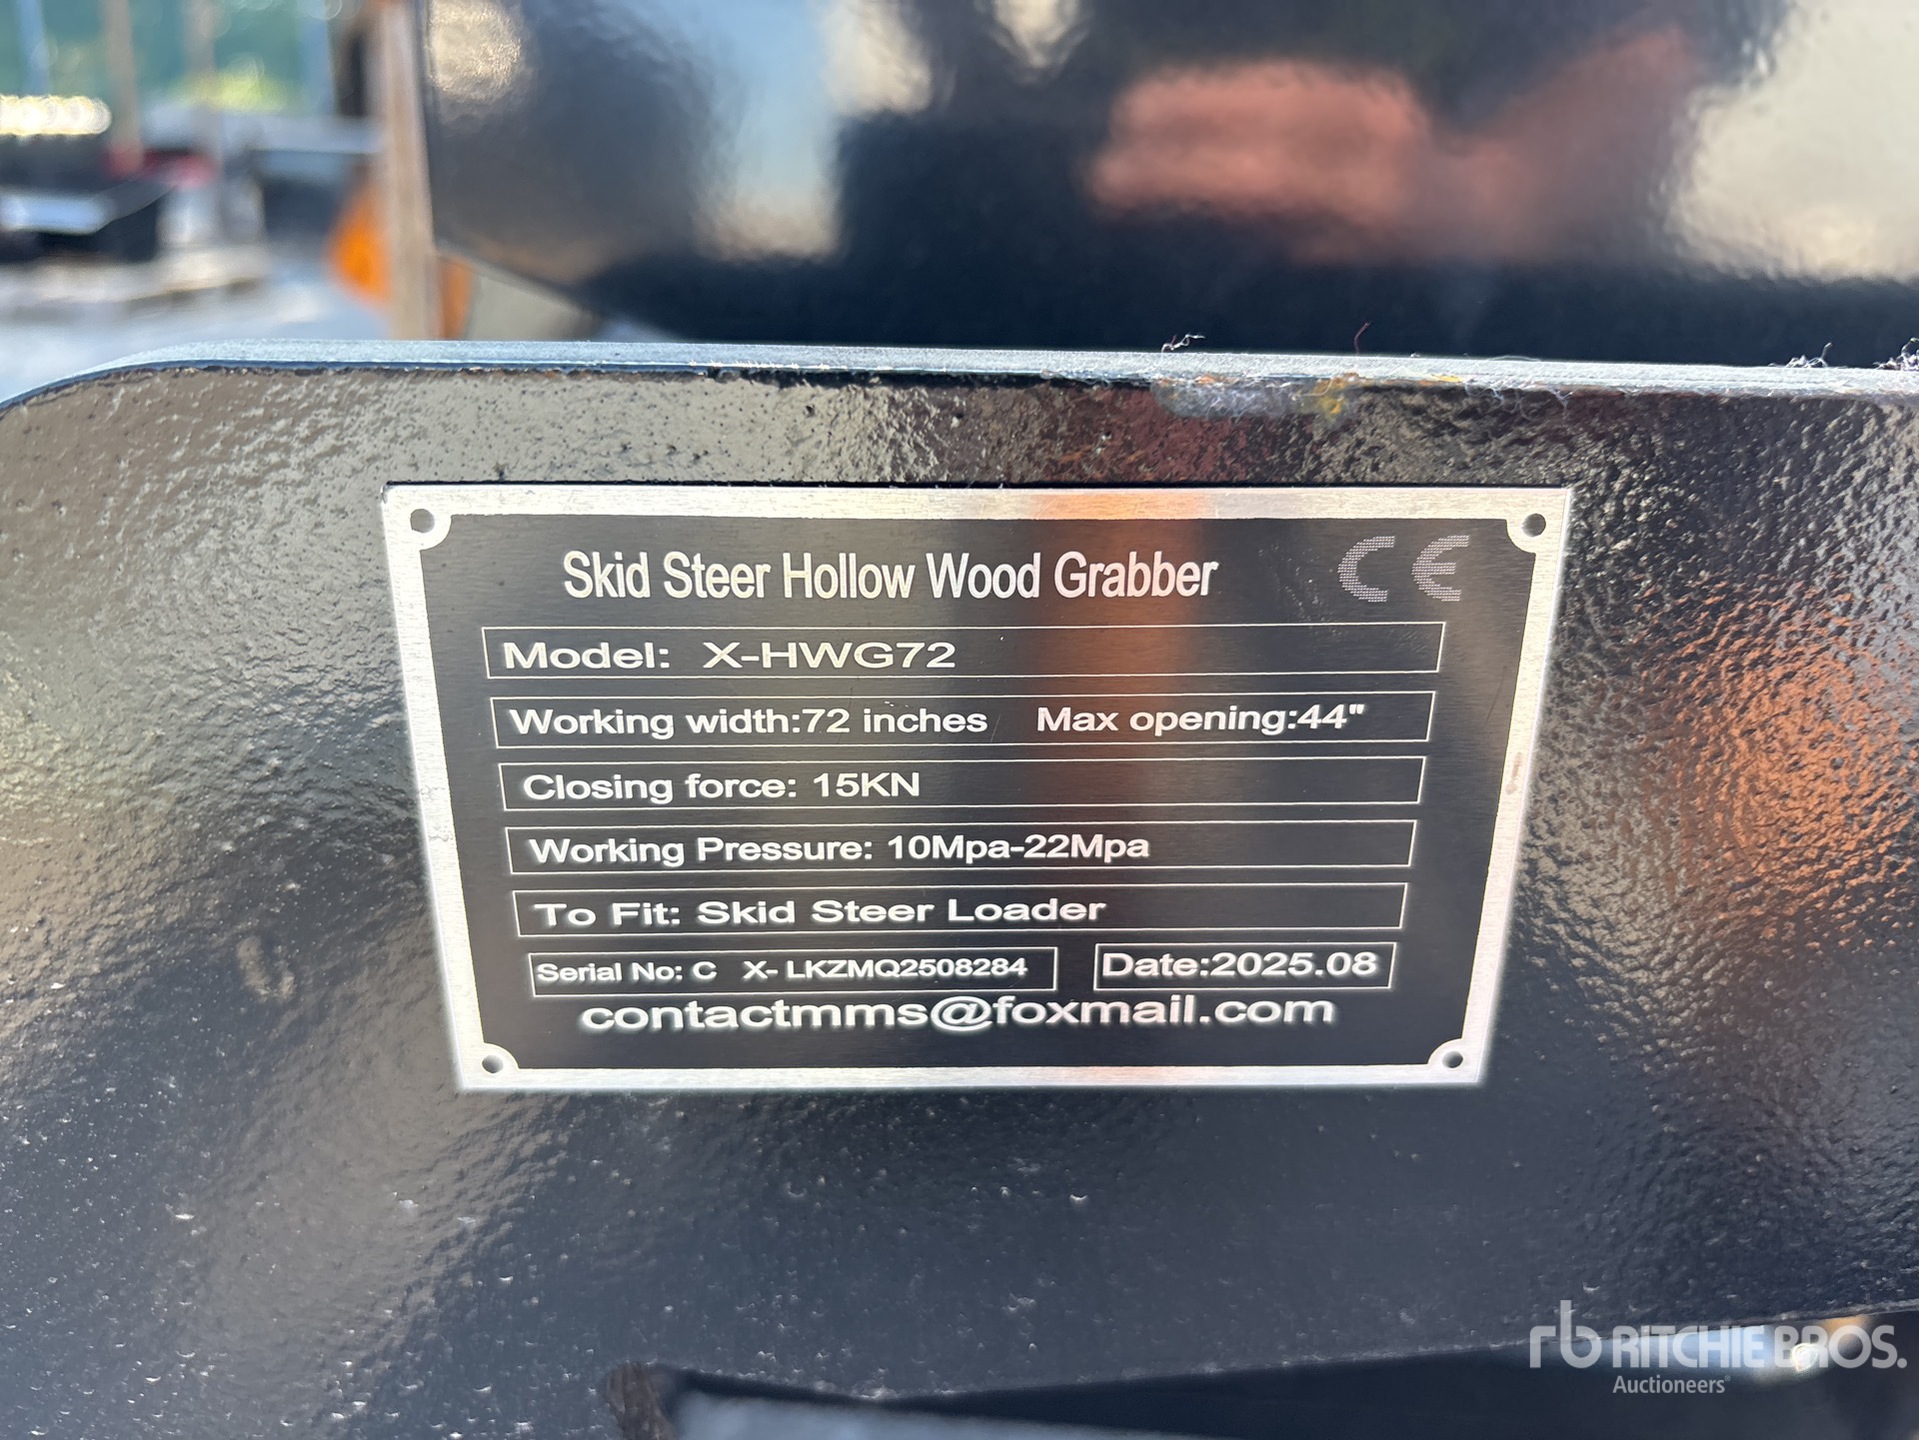 Skid Steer Hollow Wood Grabber CE
Model: X-HWG72
Working width:72 inches Max opening:44"
Closing force: 15KN
Working Pressure: 10Mpa-22Mpa
To Fit: Skid Steer Loader
Serial No: C X- LKZMQ2508284 Date:2025.08
contactmms@foxmail.com
rb RITCHIE BROS.
Auctioneers